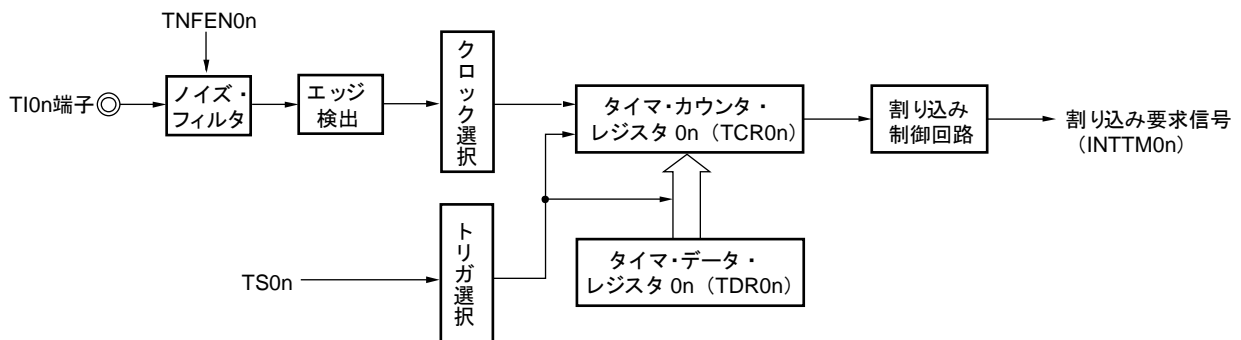 TNFEN0n
TI0n端子
ノイズ・
フィルタ
エッジ
検出
クロック選択
タイマ・カウンタ・
レジスタ 0n（TCR0n）
割り込み
制御回路
割り込み要求信号
（INTTM0n）
TS0n
トリガ選択
タイマ・データ・
レジスタ 0n（TDR0n）